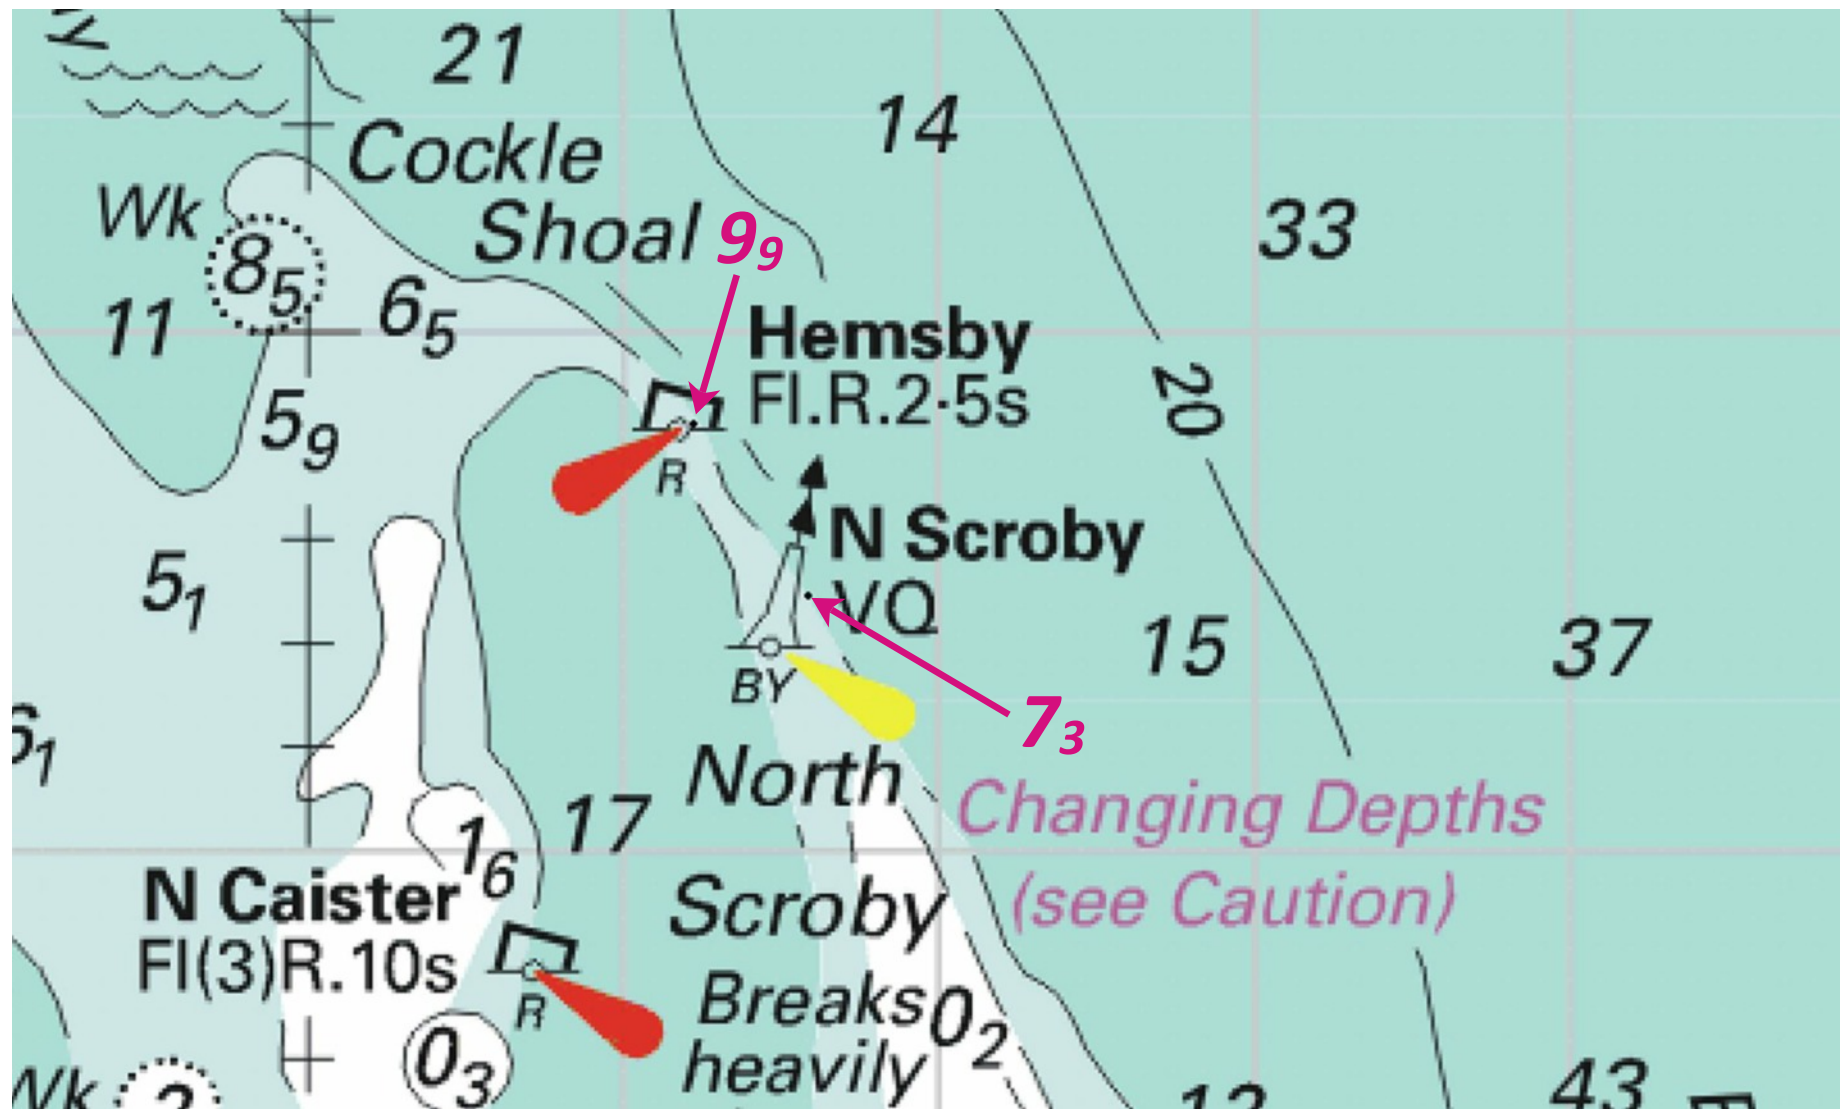 21
14
Cockle
Wk
8₅
Shoal
9₉
33
11
6₅
Hemsby
Fl.R.2·5s
20
5₉
R
N Scroby
VQ
5₁
15
37
BY
7₃
6₁
North
Changing Depths
17
1₆
N Caister
Fl(3)R.10s
Scroby
(see Caution)
R
Breaks
0₂
heavily
0₃
Wk
43